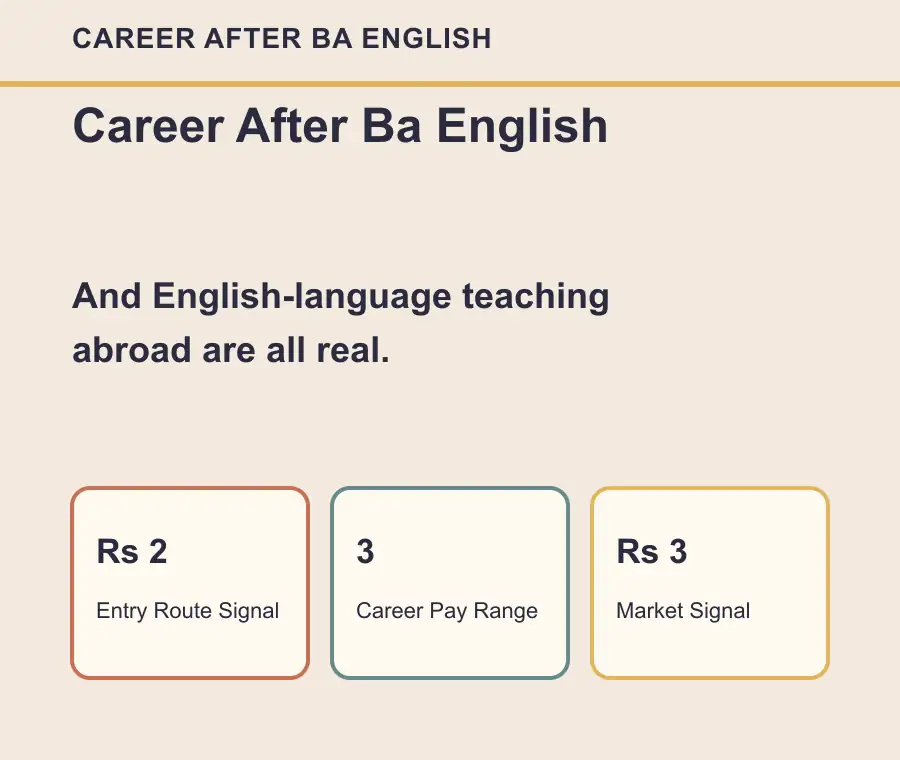 CAREER AFTER BA ENGLISH
Career After Ba English
And English-language teaching
abroad are all real.
Rs 2
Entry Route Signal
3
Career Pay Range
Rs 3
Market Signal